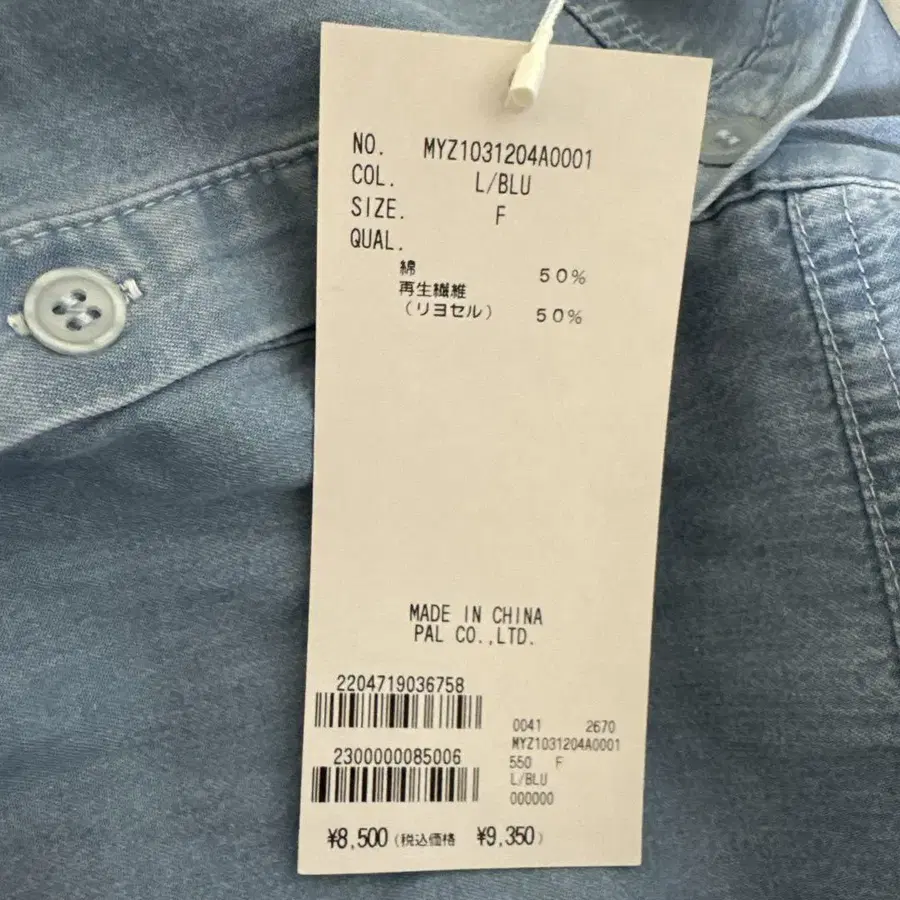 NO. MYZ1031204A0001
COL. L/BLU
SIZE. F
QUAL.
綿 50%
再生繊維
(リヨセル) 50%
MADE IN CHINA
PAL CO.,LTD.
2204719036758
2300000085006
0041 2670
MYZ1031204A0001
550 F
L/BLU
000000
¥8,500 (税込価格 ¥9,350)